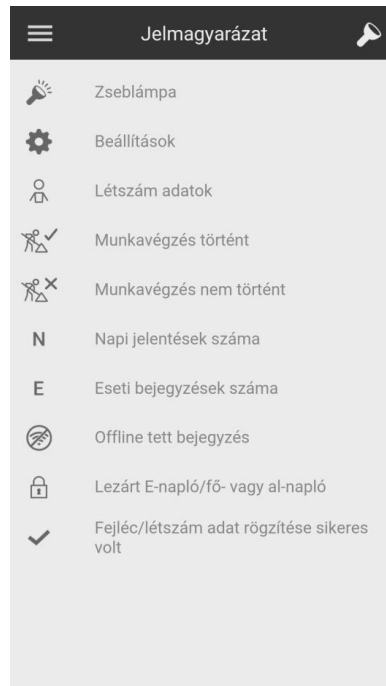 Jelmagyarázat
Zseblámpa
Beállítások
Létszám adatok
Munkavégzés történt
Munkavégzés nem történt
N Napi jelentések száma
E Eseti bejegyzések száma
Offline tett bejegyzés
Lezárt E-napló/fő- vagy al-napló
Fejléc/létszám adat rögzítése sikeres
volt